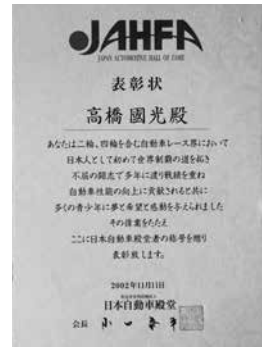 JAHFA
JAPAN AUTOMOTIVE HALL OF FAME
表彰状
高橋 國光殿
あなたは二輪、四輪を含む自動車レース界において
日本人として初めて世界制覇の道を拓き
不屈の闘志で多年に渡り戦績を重ね
自動車性能の向上に貢献されると共に
多くの青少年に夢と希望と感動を与えられました
その偉業をたたえ
ここに日本自動車殿堂者の称号を贈り
表彰致します。
2002年11月11日
日本自動車殿堂
会長 小口泰平